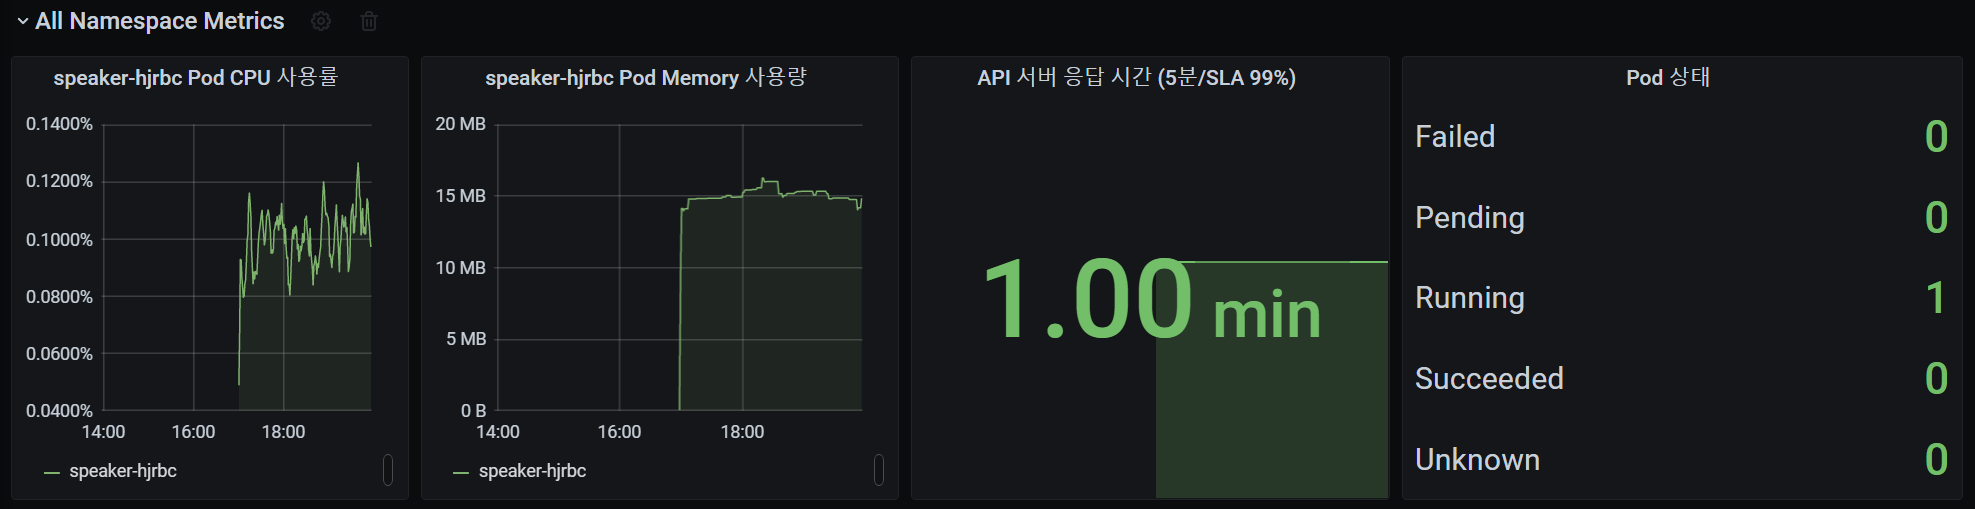 All Namespace Metrics
speaker-hjrbc Pod CPU 사용률
0.1400%
0.1200%
0.1000%
0.0800%
0.0600%
0.0400%
14:00 16:00 18:00
speaker-hjrbc
speaker-hjrbc Pod Memory 사용량
20 MB
15 MB
10 MB
5 MB
0 B
14:00 16:00 18:00
speaker-hjrbc
API 서버 응답 시간 (5분/SLA 99%)
1.00 min
Pod 상태
Failed 0
Pending 0
Running 1
Succeeded 0
Unknown 0